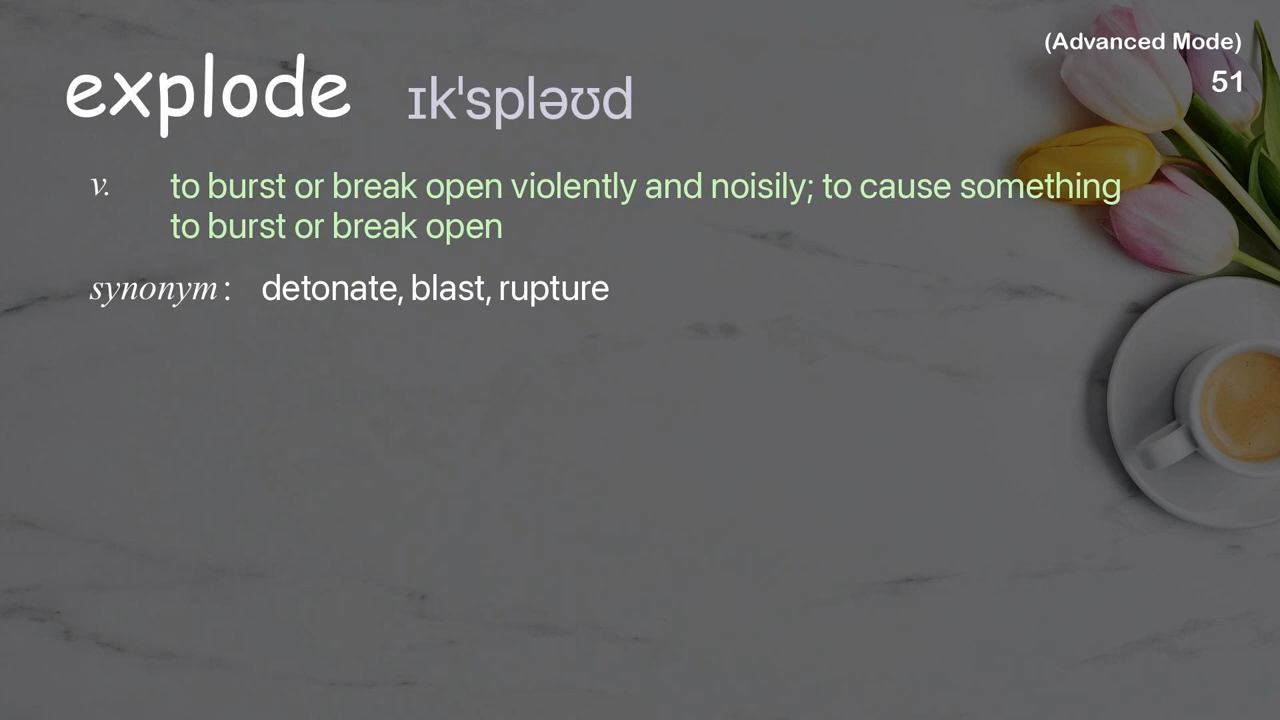 (Advanced Mode)
51
explode ɪkˈspləʊd
v. to burst or break open violently and noisily; to cause something
to burst or break open
synonym: detonate, blast, rupture